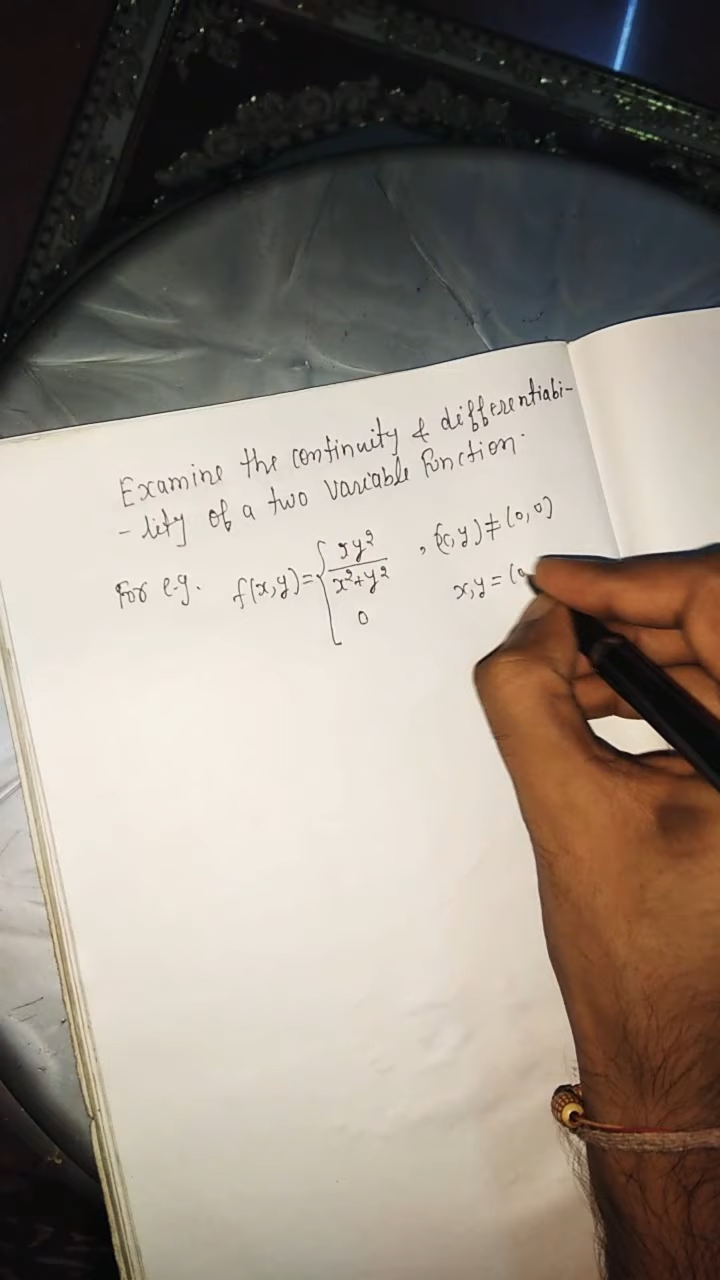 Examine the continuity & differentiabi-
- lity of a two variable function.
For e.g. f(x,y)= { xy²/x²+y² , (x,y)≠(0,0)
0 x,y=(0